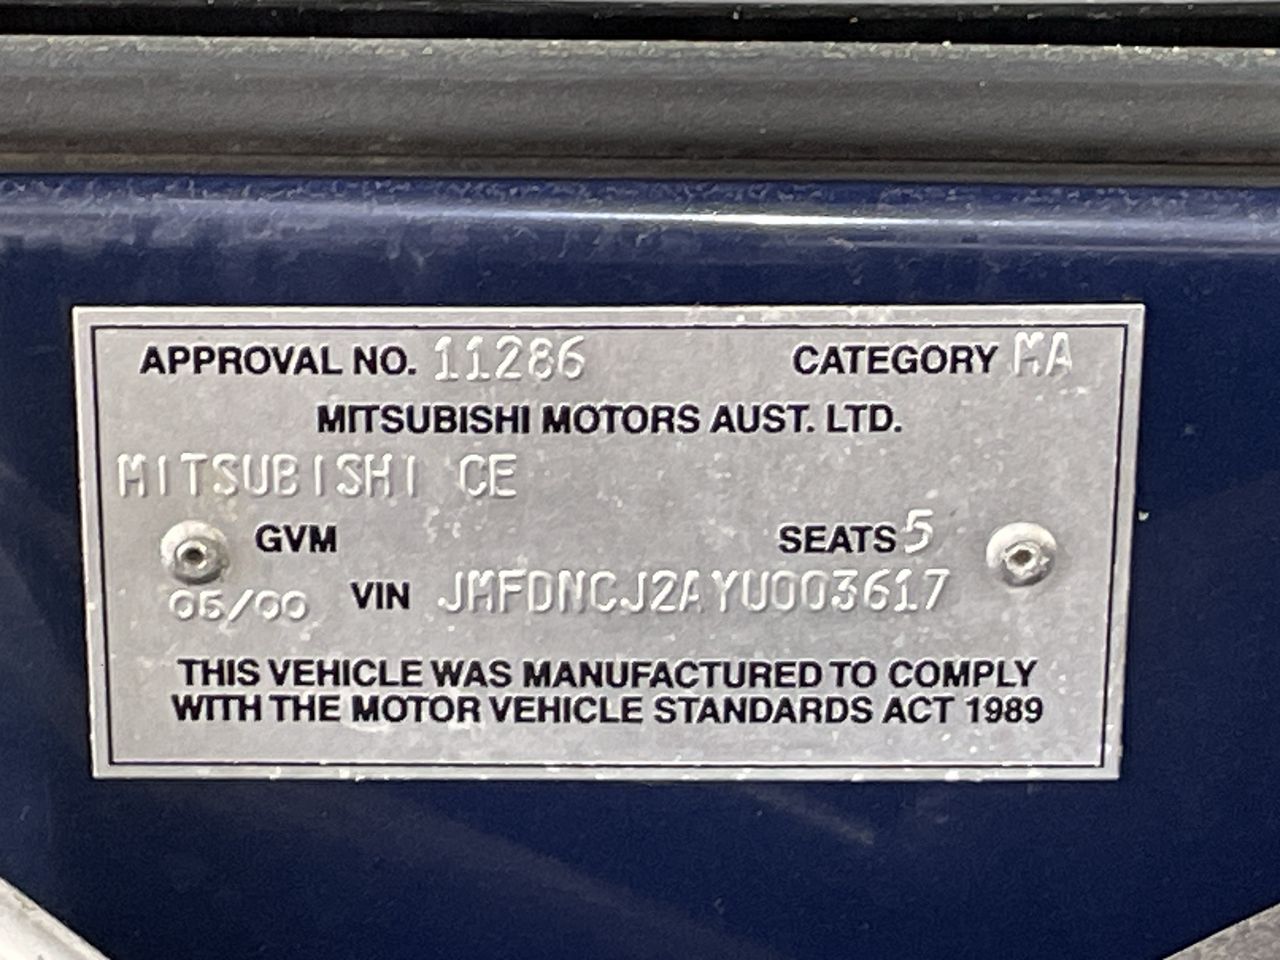 APPROVAL NO. 11286 CATEGORY MA
MITSUBISHI MOTORS AUST. LTD.
MITSUBISHI CE
GVM SEATS 5
05/00 VIN JMFDNCJ2AYU003617
THIS VEHICLE WAS MANUFACTURED TO COMPLY
WITH THE MOTOR VEHICLE STANDARDS ACT 1989